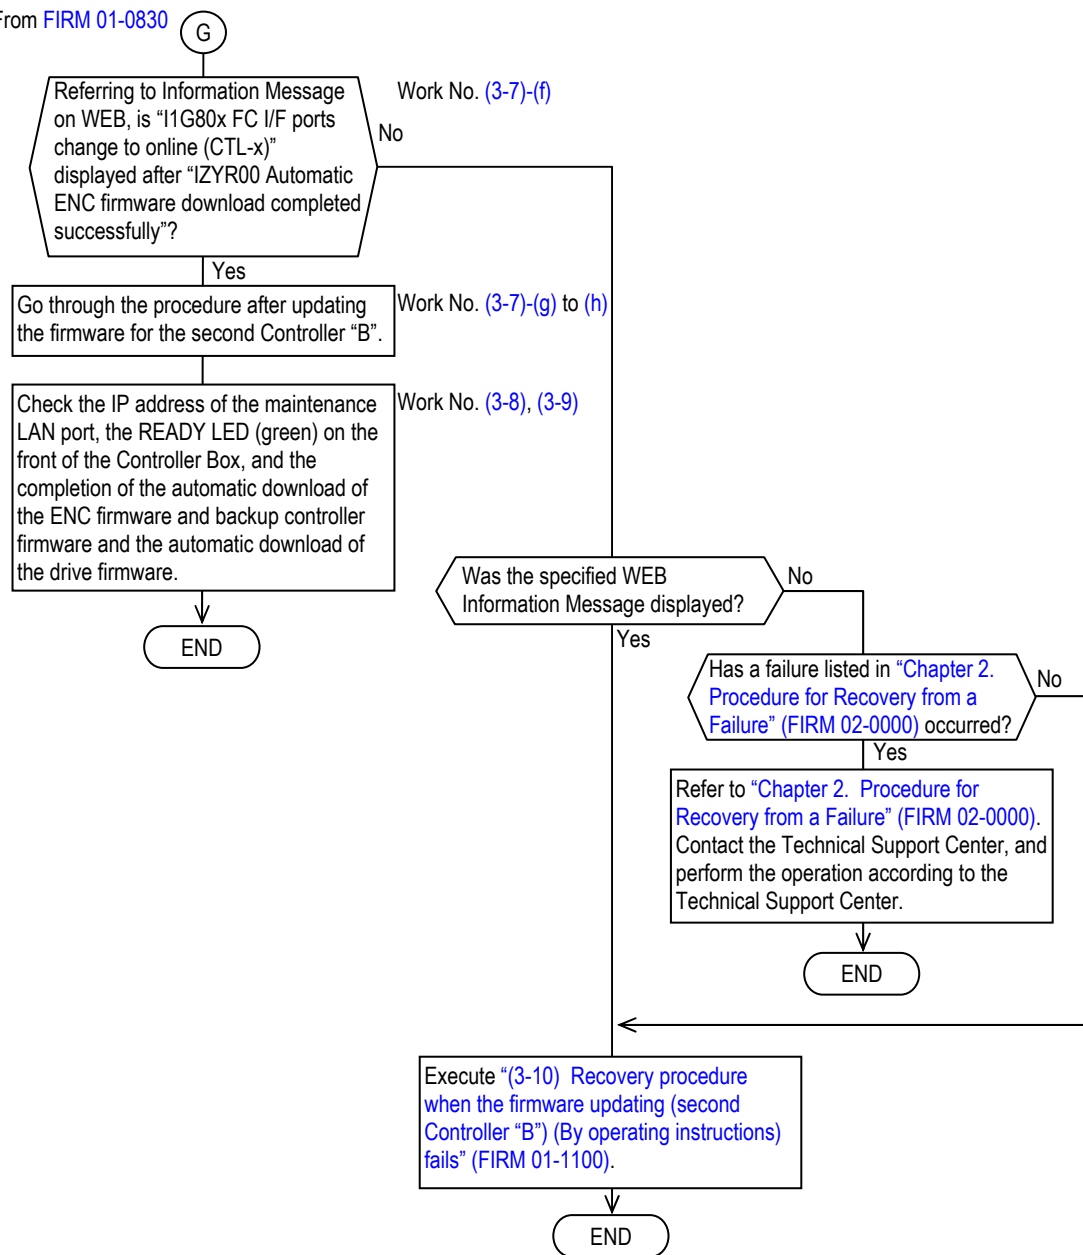 From FIRM 01-0830
G
Referring to Information Message
on WEB, is “I1G80x FC I/F ports
change to online (CTL-x)”
displayed after “IZYR00 Automatic
ENC firmware download completed
successfully”?
Work No. (3-7)-(f)
No
Yes
Go through the procedure after updating
the firmware for the second Controller “B”.
Work No. (3-7)-(g) to (h)
Check the IP address of the maintenance
LAN port, the READY LED (green) on the
front of the Controller Box, and the
completion of the automatic download of
the ENC firmware and backup controller
firmware and the automatic download of
the drive firmware.
Work No. (3-8), (3-9)
END
Was the specified WEB
Information Message displayed?
No
Yes
Has a failure listed in “Chapter 2.
Procedure for Recovery from a
Failure” (FIRM 02-0000) occurred?
No
Yes
Refer to “Chapter 2. Procedure for
Recovery from a Failure” (FIRM 02-0000).
Contact the Technical Support Center, and
perform the operation according to the
Technical Support Center.
END
Execute “(3-10) Recovery procedure
when the firmware updating (second
Controller “B”) (By operating instructions)
fails” (FIRM 01-1100).
END